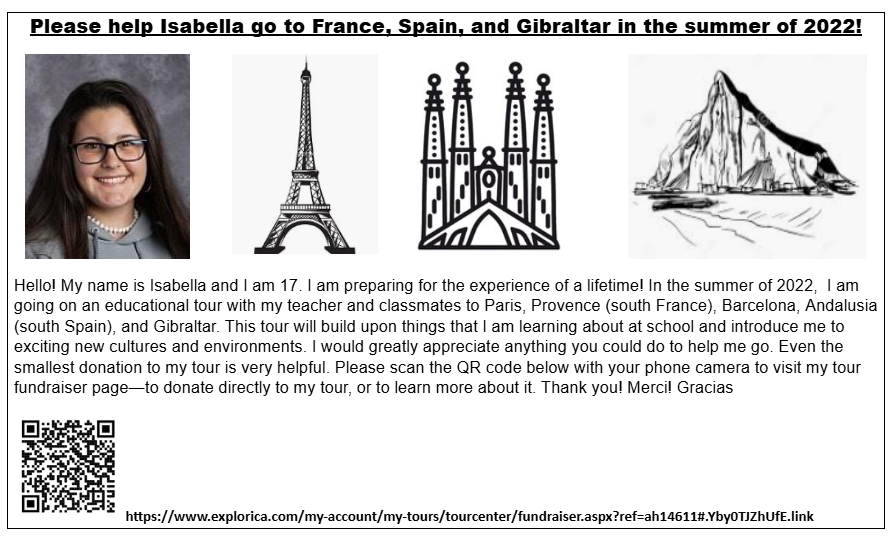 Please help Isabella go to France, Spain, and Gibraltar in the summer of 2022!
Hello! My name is Isabella and I am 17. I am preparing for the experience of a lifetime! In the summer of 2022,  I am
going on an educational tour with my teacher and classmates to Paris, Provence (south France), Barcelona, Andalusia
(south Spain), and Gibraltar. This tour will build upon things that I am learning about at school and introduce me to
exciting new cultures and environments. I would greatly appreciate anything you could do to help me go. Even the
smallest donation to my tour is very helpful. Please scan the QR code below with your phone camera to visit my tour
fundraiser page—to donate directly to my tour, or to learn more about it. Thank you! Merci! Gracias
https://www.explorica.com/my-account/my-tours/tourcenter/fundraiser.aspx?ref=ah14611#.Yby0TJZhUfE.link